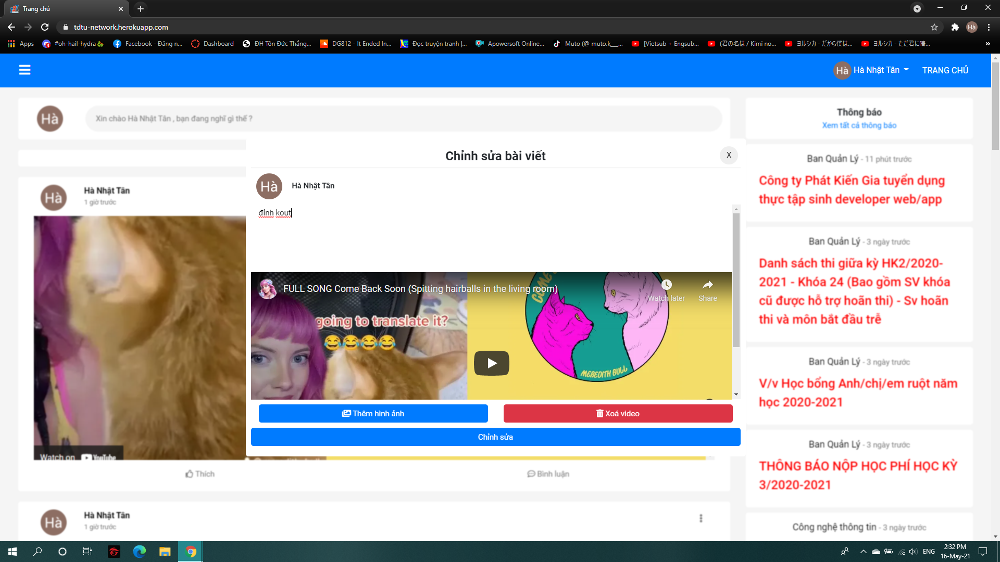 Trang chủ
tdtu-network.herokuapp.com
Hà
Apps
#oh-hail-hydra🐉
Facebook - Đăng n...
Dashboard
ĐH Tôn Đức Thắng...
DG812 - It Ended In...
Đọc truyện tranh |...
Apowersoft Online...
Muto (@ muto.k___...
[Vietsub + Engsub...
(君の名は / Kimi no...
ヨルシカ - だから僕は...
ヨルシカ - ただ君に晴...
»
Hà Hà Nhật Tân
TRANG CHỦ
Hà
Xin chào Hà Nhật Tân , bạn đang nghĩ gì thế ?
Thông báo
Xem tất cả thông báo
Chỉnh sửa bài viết
X
Hà
Hà Nhật Tân
đỉnh kout
FULL SONG Come Back Soon (Spitting hairballs in the living room)
Watch later
Share
going to translate it?
😂😂😂😂
MEREDITH BULL
Thêm hình ảnh
Xoá video
Chỉnh sửa
Hà
Hà Nhật Tân
1 giờ trước
Watch on YouTube
Thích
Bình luận
Hà
Hà Nhật Tân
1 giờ trước
Ban Quản Lý - 11 phút trước
Công ty Phát Kiến Gia tuyển dụng
thực tập sinh developer web/app
Ban Quản Lý - 3 ngày trước
Danh sách thi giữa kỳ HK2/2020-
2021 - Khóa 24 (Bao gồm SV khóa
cũ được hỗ trợ hoãn thi) - Sv hoãn
thi và môn bắt đầu trễ
Ban Quản Lý - 3 ngày trước
V/v Học bổng Anh/chị/em ruột năm
học 2020-2021
Ban Quản Lý - 3 ngày trước
THÔNG BÁO NỘP HỌC PHÍ HỌC KỲ
3/2020-2021
Công nghệ thông tin - 3 ngày trước
ENG
2:32 PM
16-May-21